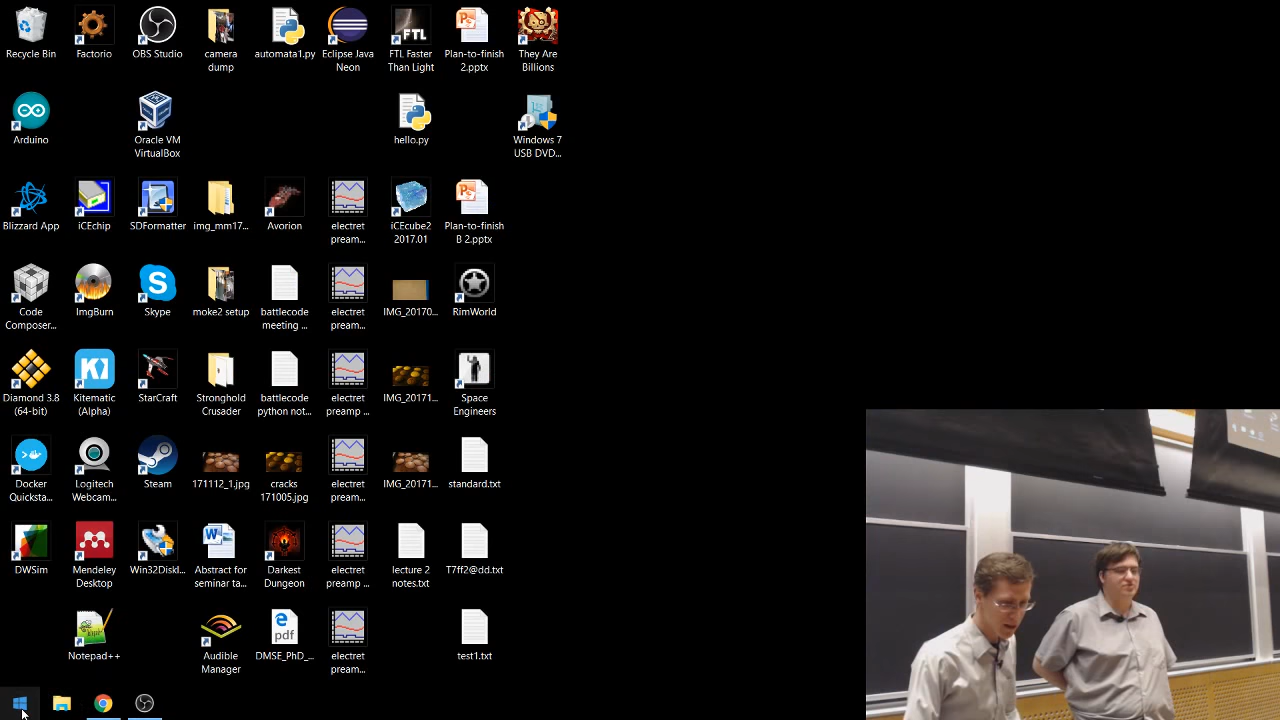 Recycle Bin
Factorio
OBS Studio
camera
dump
automata1.py
Eclipse Java
Neon
FTL
FTL Faster
Than Light
Plan-to-finish
2.pptx
They Are
Billions
Arduino
Oracle VM
VirtualBox
hello.py
Windows 7
USB DVD...
Blizzard App
iCEchip
SDFormatter
img_mm17...
Avorion
electret
pream...
iCEcube2
2017.01
Plan-to-finish
B 2.pptx
Code
Composer...
ImgBurn
Skype
moke2 setup
battlecode
meeting ...
electret
pream...
IMG_20170...
RimWorld
Diamond 3.8
(64-bit)
Kitematic
(Alpha)
StarCraft
Stronghold
Crusader
battlecode
python not...
electret
preamp ...
IMG_20171...
Space
Engineers
Docker
Quicksta...
Logitech
Webcam...
Steam
171112_1.jpg
cracks
171005.jpg
electret
pream...
IMG_20171...
standard.txt
DWSim
Mendeley
Desktop
Win32Diskl...
Abstract for
seminar ta...
Darkest
Dungeon
electret
preamp ...
lecture 2
notes.txt
T7ff2@dd.txt
Notepad++
Audible
Manager
pdf
DMSE_PhD_...
electret
pream...
test1.txt